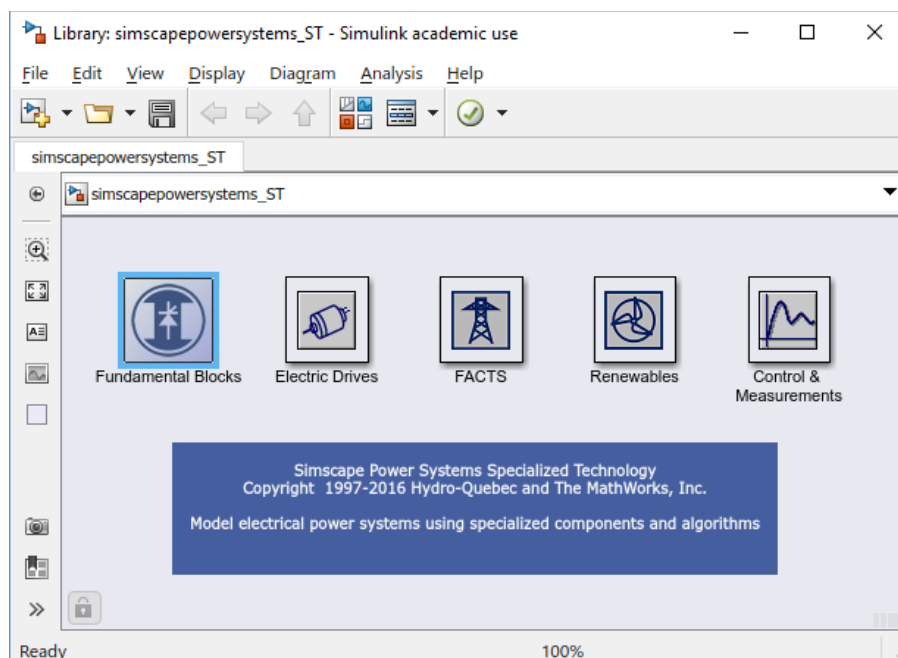 Library: simscapepowersystems_ST - Simulink academic use
File Edit View Display Diagram Analysis Help
simscapepowersystems_ST
simscapepowersystems_ST
Fundamental Blocks Electric Drives FACTS Renewables Control &
Measurements
Simscape Power Systems Specialized Technology
Copyright 1997-2016 Hydro-Quebec and The MathWorks, Inc.
Model electrical power systems using specialized components and algorithms
Ready 100%